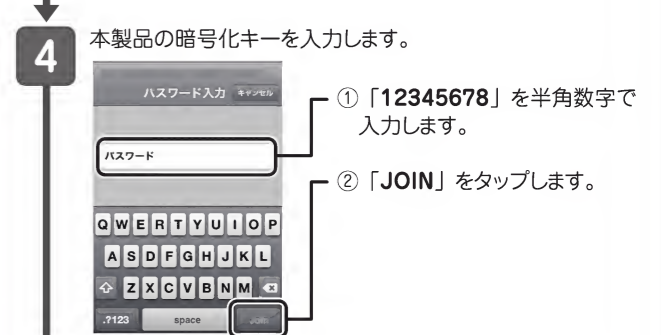 4
本製品の暗号化キーを入力します。
パスワード入力 キャンセル
①「12345678」を半角数字で
入力します。
パスワード
②「JOIN」をタップします。
Q W E R T Y U I O P
A S D F G H J K L
Z X C V B N M
.?123 space Join